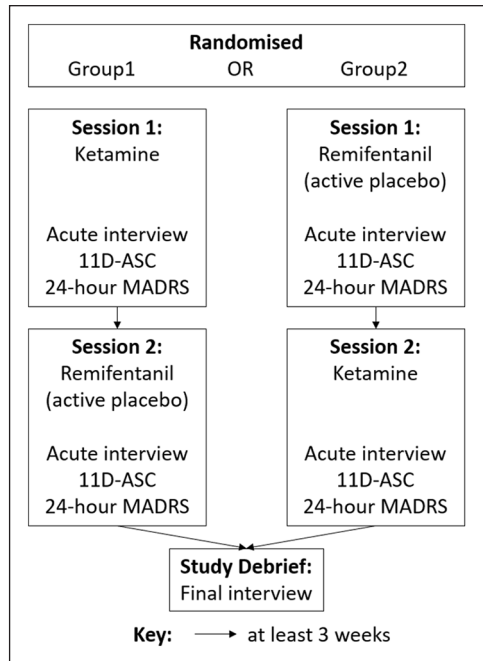 Randomised
Group1 OR Group2
Session 1:
Ketamine
Acute interview
11D-ASC
24-hour MADRS
Session 1:
Remifentanil
(active placebo)
Acute interview
11D-ASC
24-hour MADRS
Session 2:
Remifentanil
(active placebo)
Acute interview
11D-ASC
24-hour MADRS
Session 2:
Ketamine
Acute interview
11D-ASC
24-hour MADRS
Study Debrief:
Final interview
Key: at least 3 weeks